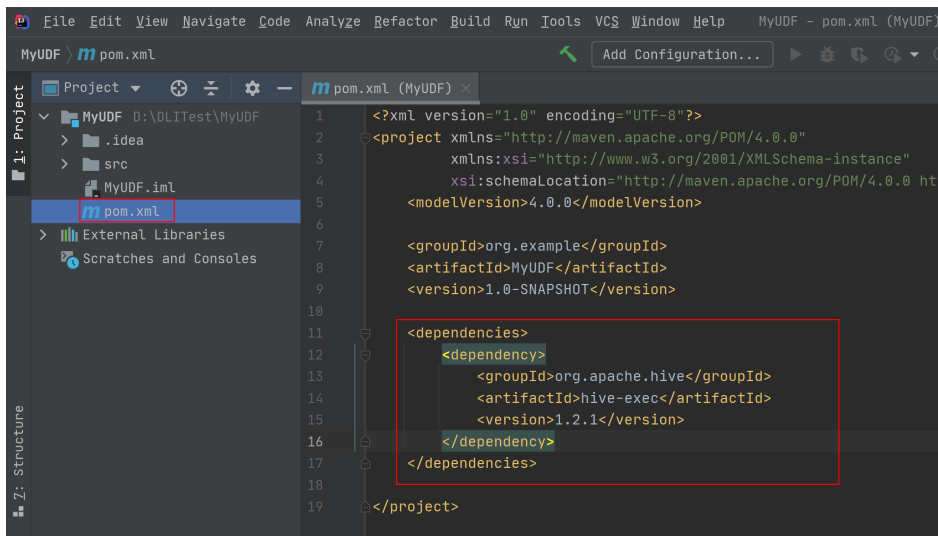 File Edit View Navigate Code Analyze Refactor Build Run Tools VCS Window Help MyUDF - pom.xml (MyUDF)
MyUDF pom.xml Add Configuration...
1: Project
Project
pom.xml (MyUDF)
MyUDF D:\DLITest\MyUDF
.idea
src
MyUDF.iml
pom.xml
External Libraries
Scratches and Consoles
7: Structure
1 <?xml version="1.0" encoding="UTF-8"?>
2 <project xmlns="http://maven.apache.org/POM/4.0.0"
3 xmlns:xsi="http://www.w3.org/2001/XMLSchema-instance"
4 xsi:schemaLocation="http://maven.apache.org/POM/4.0.0 ht
5 <modelVersion>4.0.0</modelVersion>
6
7 <groupId>org.example</groupId>
8 <artifactId>MyUDF</artifactId>
9 <version>1.0-SNAPSHOT</version>
10
11 <dependencies>
12 <dependency>
13 <groupId>org.apache.hive</groupId>
14 <artifactId>hive-exec</artifactId>
15 <version>1.2.1</version>
16 </dependency>
17 </dependencies>
18
19 </project>